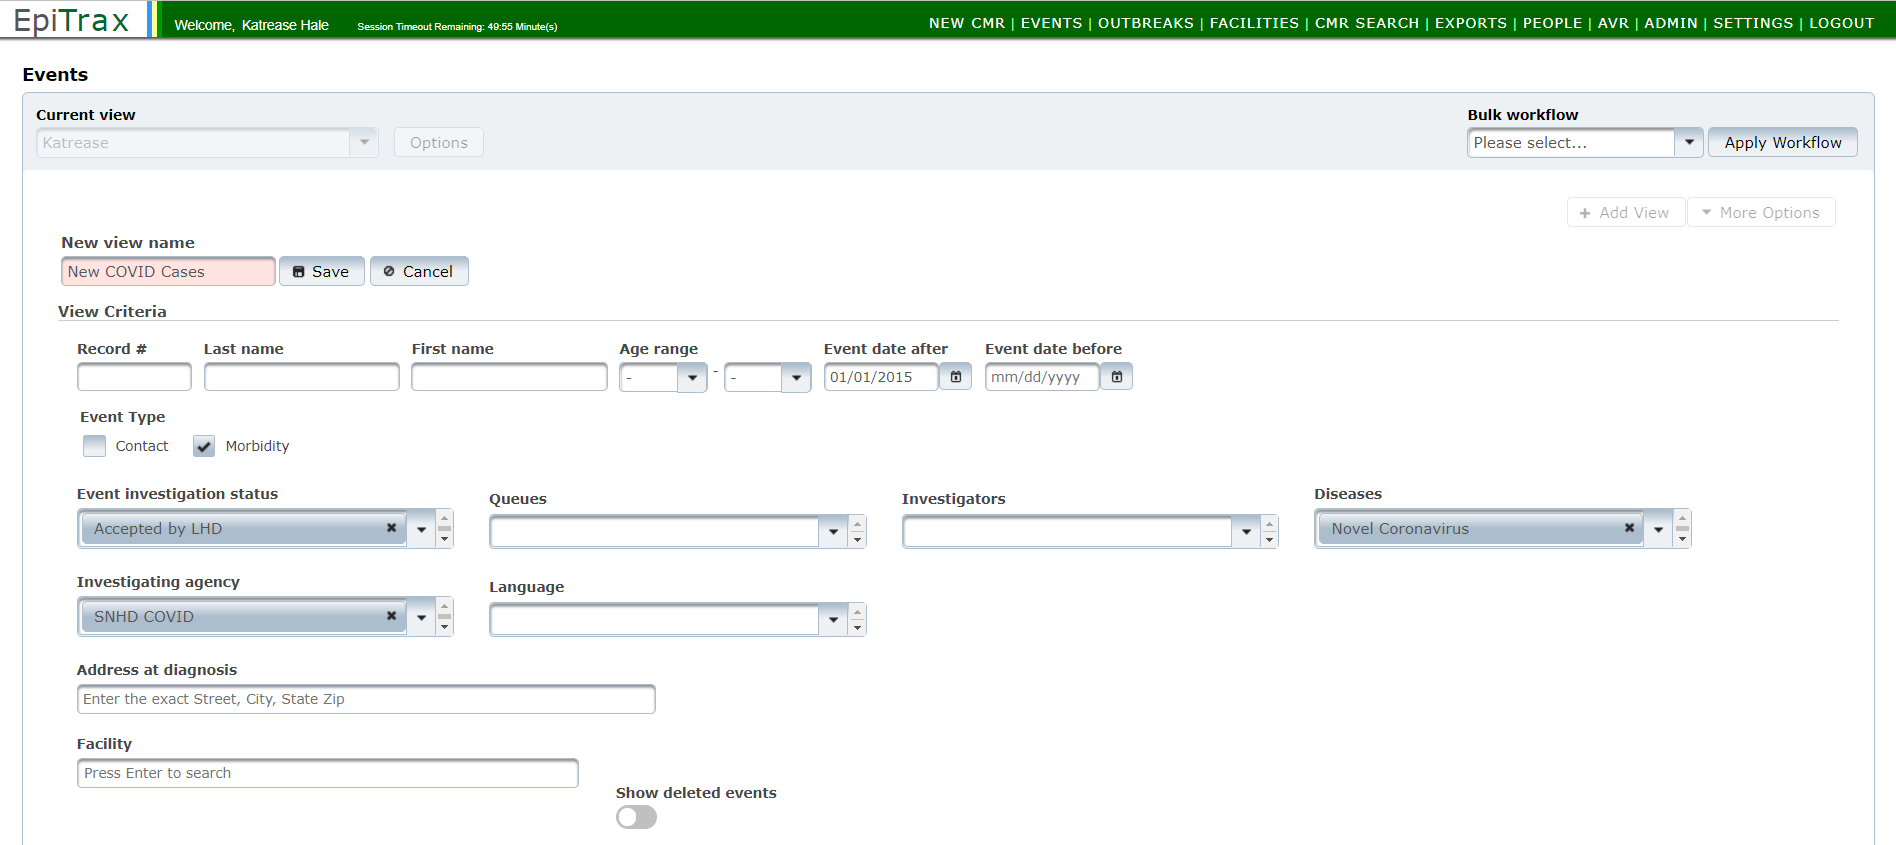 EpiTrax
Welcome, Katrease Hale Session Timeout Remaining: 49:55 Minute(s)
NEW CMR | EVENTS | OUTBREAKS | FACILITIES | CMR SEARCH | EXPORTS | PEOPLE | AVR | ADMIN | SETTINGS | LOGOUT
Events
Current view
Bulk workflow
Katrease Options
Please select... Apply Workflow
Add View More Options
New view name
New COVID Cases Save Cancel
View Criteria
Record # Last name First name Age range Event date after Event date before
- - - 01/01/2015 mm/dd/yyyy
Event Type
Contact Morbidity
Event investigation status Queues Investigators Diseases
Accepted by LHD Novel Coronavirus
Investigating agency Language
SNHD COVID
Address at diagnosis
Enter the exact Street, City, State Zip
Facility
Press Enter to search
Show deleted events